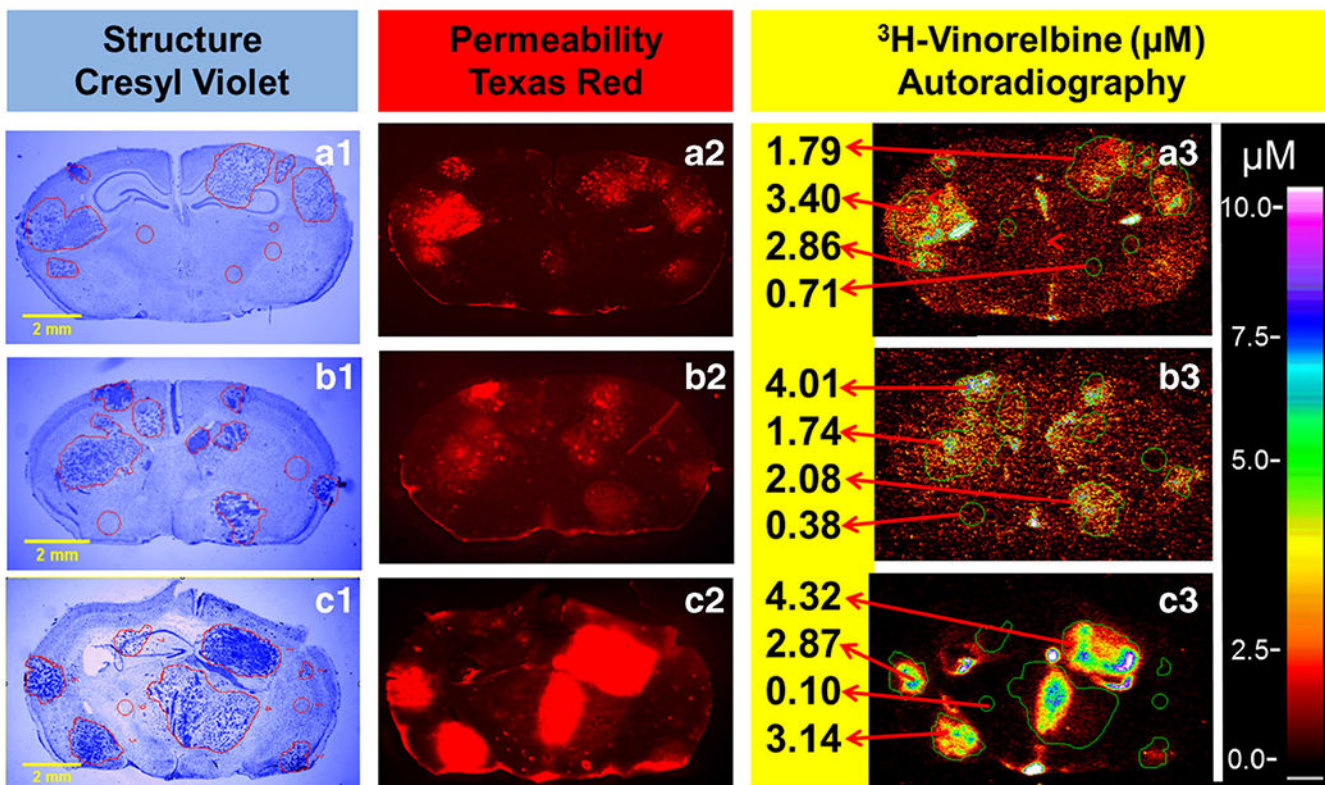 Structure
Cresyl Violet
Permeability
Texas Red
³H-Vinorelbine (µM)
Autoradiography
a1
2 mm
a2
1.79
3.40
2.86
0.71
a3
b1
2 mm
b2
4.01
1.74
2.08
0.38
b3
c1
2 mm
c2
4.32
2.87
0.10
3.14
c3
µM
10.0-
7.5-
5.0-
2.5-
0.0-